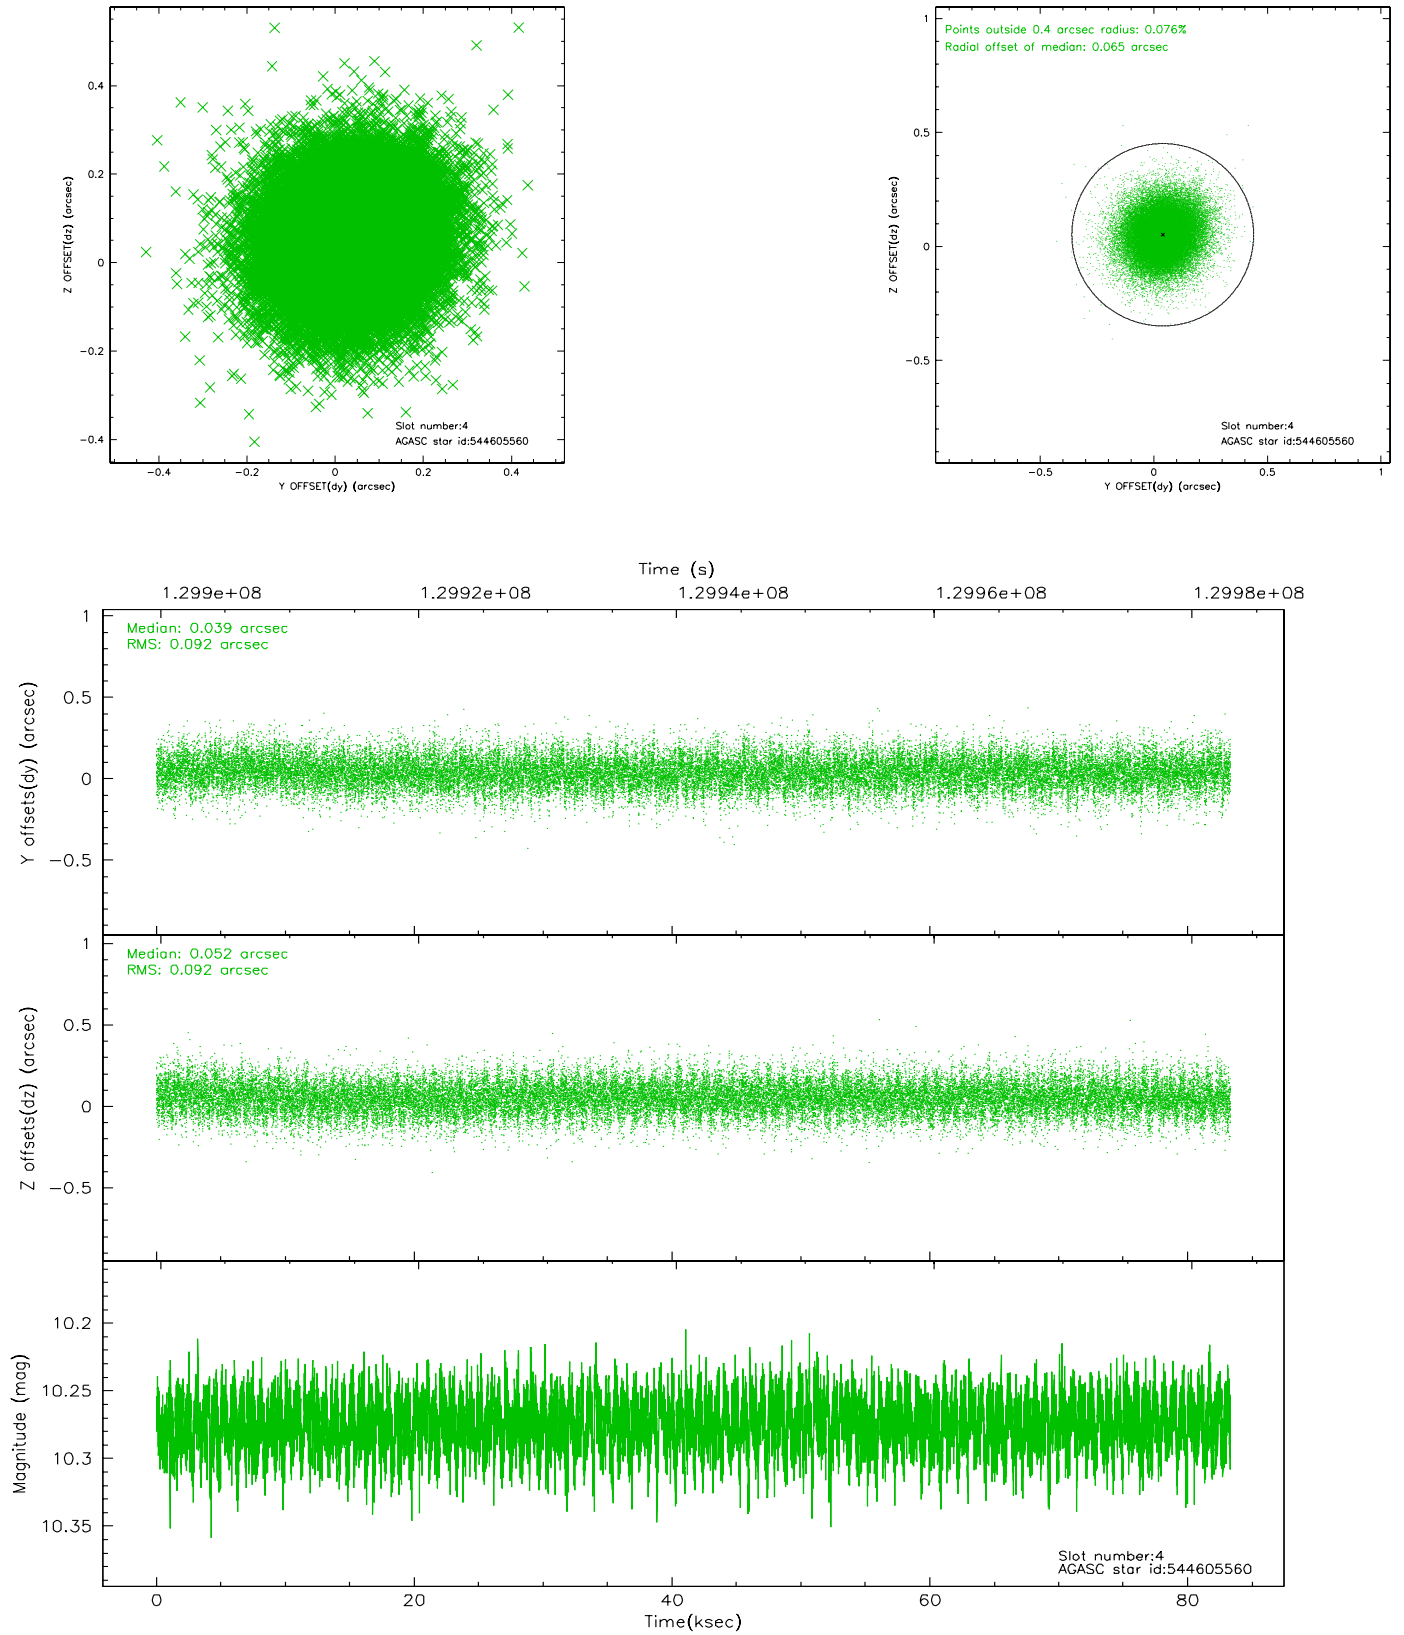 0.4
0.2
0
−0.2
−0.4
Z OFFSET(dz) (arcsec)
Slot number:4
AGASC star id:544605560
−0.4 −0.2 0 0.2 0.4
Y OFFSET(dy) (arcsec)
Points outside 0.4 arcsec radius: 0.076%
Radial offset of median: 0.065 arcsec
1
0.5
0
−0.5
Z OFFSET(dz) (arcsec)
Slot number:4
AGASC star id:544605560
−0.5 0 0.5 1
Y OFFSET(dy) (arcsec)
Time (s)
1.299e+08 1.2992e+08 1.2994e+08 1.2996e+08 1.2998e+08
Median: 0.039 arcsec
RMS: 0.092 arcsec
1
0.5
0
−0.5
Y offsets(dy) (arcsec)
Median: 0.052 arcsec
RMS: 0.092 arcsec
1
0.5
0
−0.5
Z offsets(dz) (arcsec)
10.2
10.25
10.3
10.35
Magnitude (mag)
Slot number:4
AGASC star id:544605560
0 20 40 60 80
Time(ksec)